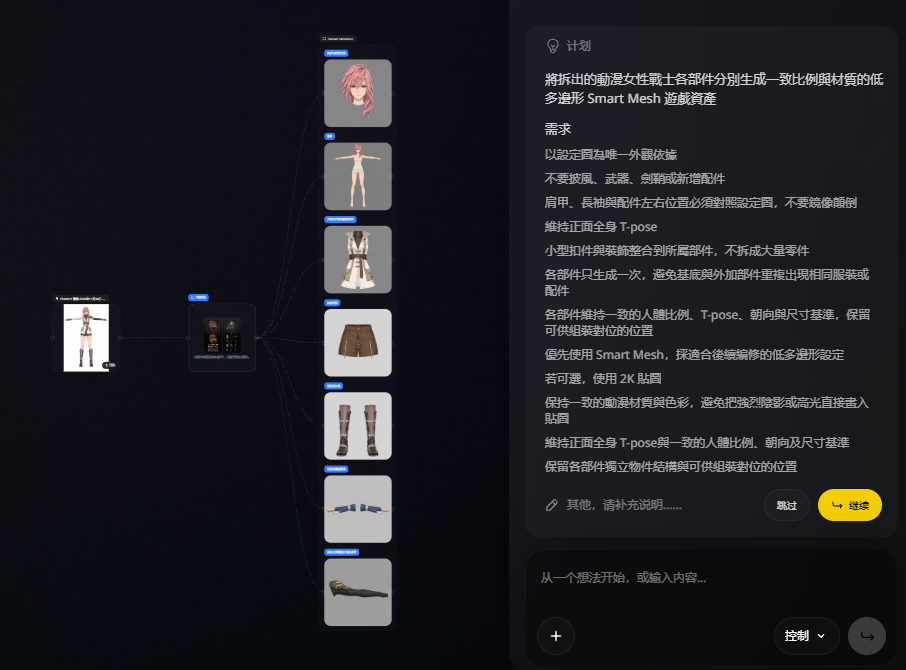 计划
將拆出的動漫女性戰士各部件分別生成一致比例與材質的低
多邊形 Smart Mesh 遊戲資產
需求
以設定圖為唯一外觀依據
不要披風、武器、劍鞘或新增配件
肩甲、長袖與配件左右位置必須對照設定圖，不要鏡像顛倒
維持正面全身 T-pose
小型扣件與裝飾整合到所屬部件，不拆成大量零件
各部件只生成一次，避免基底與外加部件重複出現相同服裝或
配件
各部件維持一致的人體比例、T-pose、朝向與尺寸基準，保留
可供組裝對位的位置
優先使用 Smart Mesh，採適合後續編修的低多邊形設定
若可選，使用 2K 貼圖
保持一致的動漫材質與色彩，避免把強烈陰影或高光直接畫入
貼圖
維持正面全身 T-pose與一致的人體比例、朝向及尺寸基準
保留各部件獨立物件結構與可供組裝對位的位置
其他，请补充说明......
跳过
继续
从一个想法开始，或输入内容...
控制